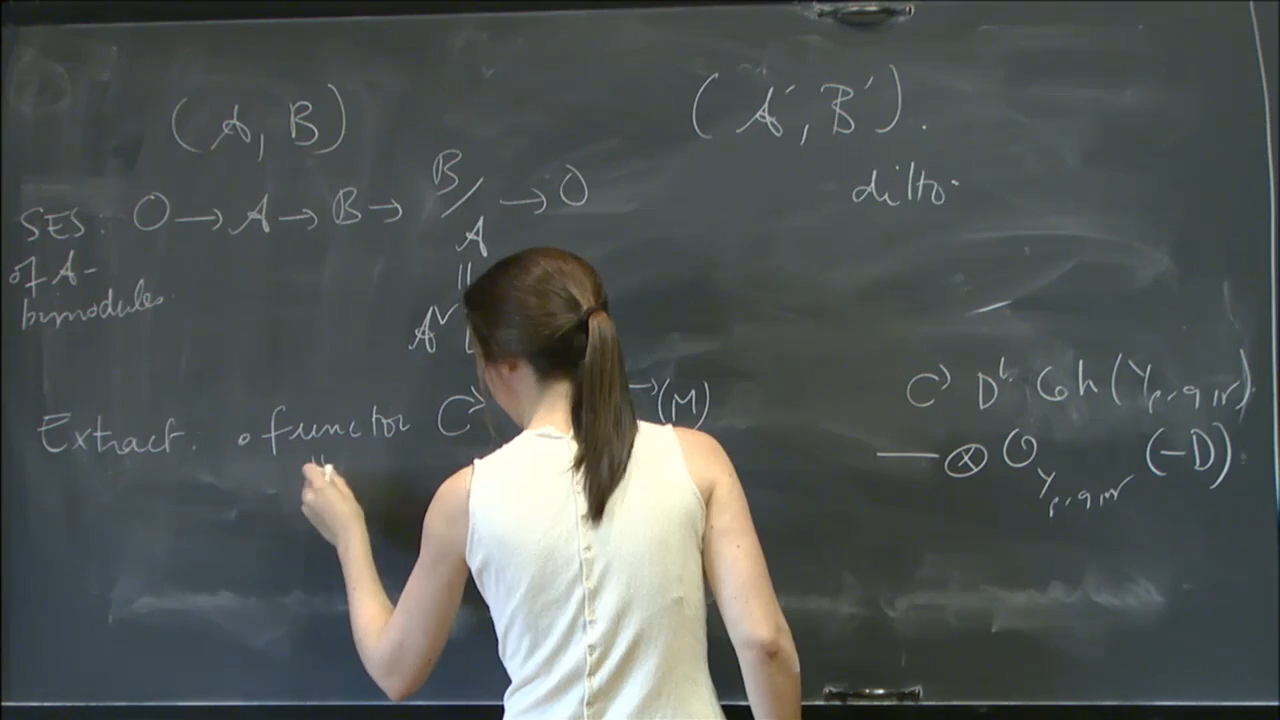 (A, B)
SES: 0 → A → B → B/A → 0
of A-
bimodules.
||
A^∨
Extract: ∘ functor C ↷ → (M)
(A', B').
ditto.
C ↷ D^b Coh(Y_{p,q,r})
— ⊗ O_{Y_{p,q,r}} (-D)